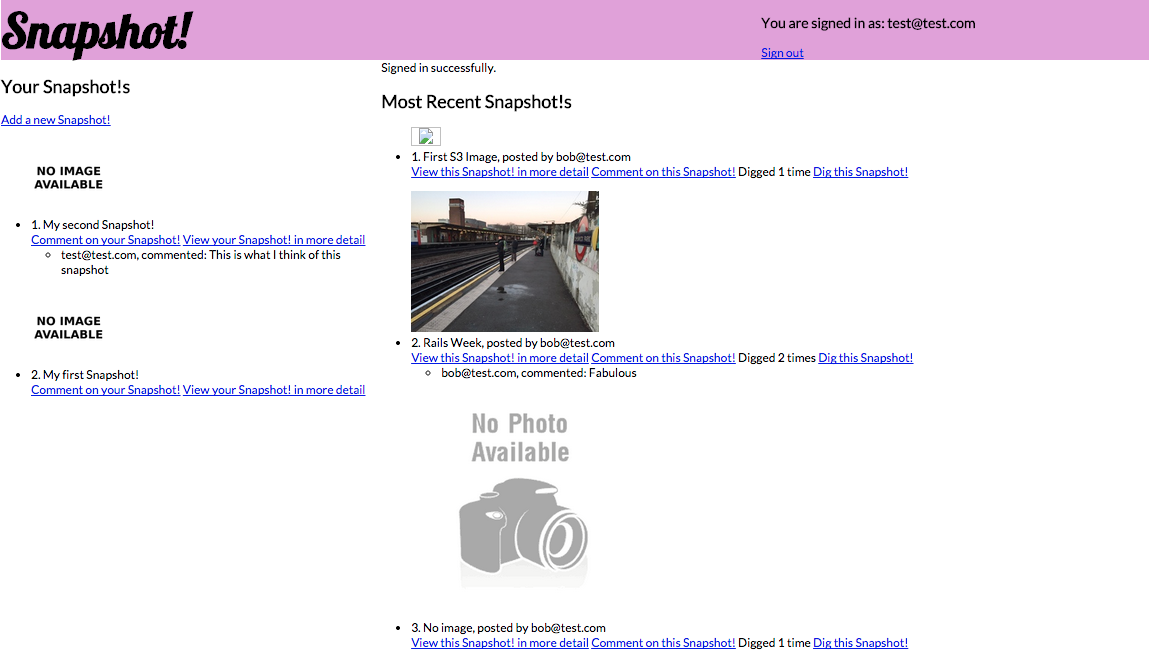 Snapshot!
You are signed in as: test@test.com
Sign out
Signed in successfully.
Your Snapshot!s
Add a new Snapshot!
NO IMAGE
AVAILABLE
1. My second Snapshot!
Comment on your Snapshot! View your Snapshot! in more detail
test@test.com, commented: This is what I think of this
snapshot
NO IMAGE
AVAILABLE
2. My first Snapshot!
Comment on your Snapshot! View your Snapshot! in more detail
Most Recent Snapshot!s
1. First S3 Image, posted by bob@test.com
View this Snapshot! in more detail Comment on this Snapshot! Digged 1 time Dig this Snapshot!
2. Rails Week, posted by bob@test.com
View this Snapshot! in more detail Comment on this Snapshot! Digged 2 times Dig this Snapshot!
bob@test.com, commented: Fabulous
No Photo
Available
3. No image, posted by bob@test.com
View this Snapshot! in more detail Comment on this Snapshot! Digged 1 time Dig this Snapshot!